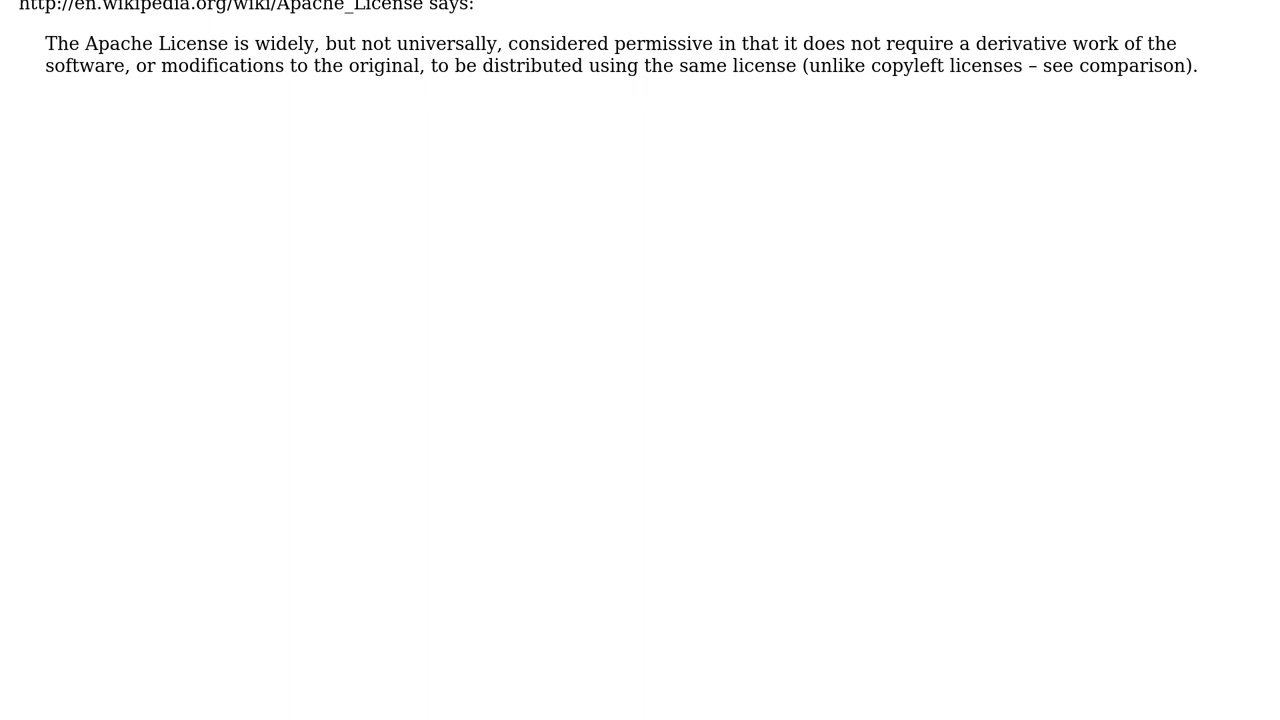 http://en.wikipedia.org/wiki/Apache_License says:
The Apache License is widely, but not universally, considered permissive in that it does not require a derivative work of the
software, or modifications to the original, to be distributed using the same license (unlike copyleft licenses – see comparison).